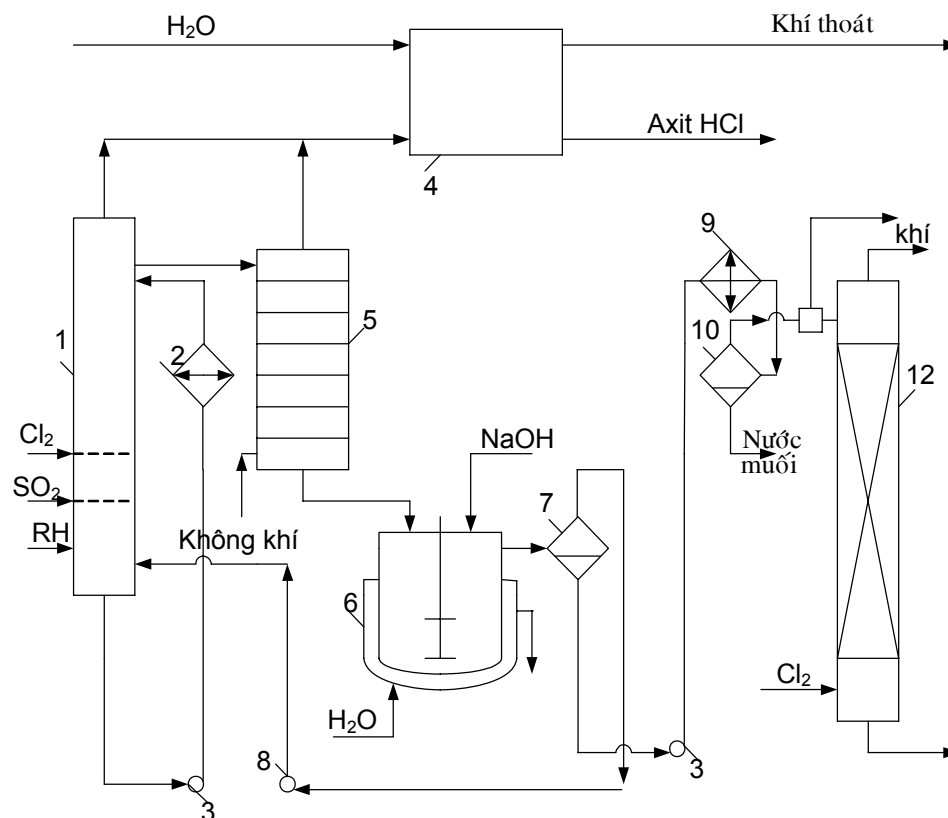 H₂O
Khí thoát
Axit HCl
4
9
khí
1
2
5
10
12
Cl₂
SO₂
RH
NaOH
Nước
muối
Không khí
7
6
Cl₂
H₂O
8
3
3